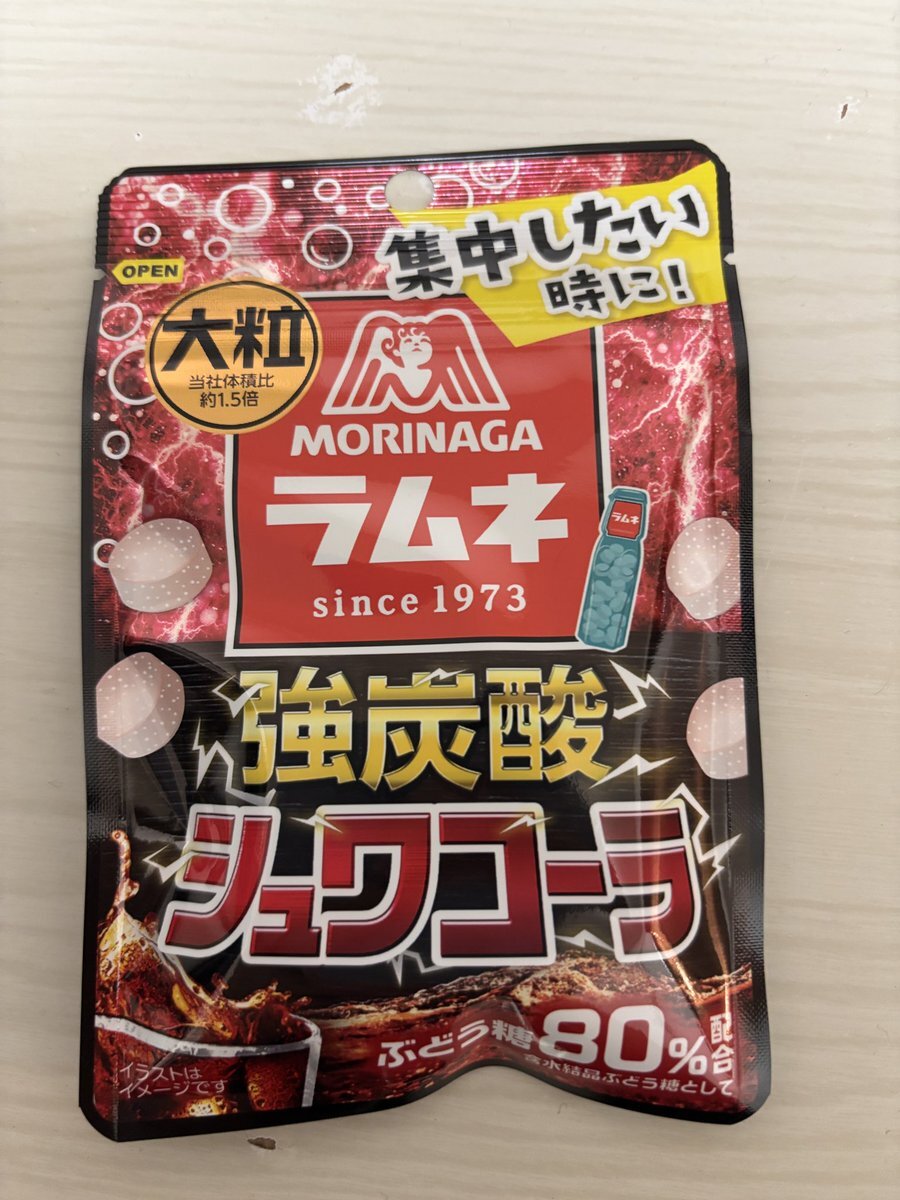 集中したい
時に!
OPEN
大粒
当社体積比
約1.5倍
MORINAGA
ラムネ
since 1973
ラムネ
強炭酸
シュワコーラ
ぶどう糖80%配合
含水結晶ぶどう糖として
イラストは
イメージです